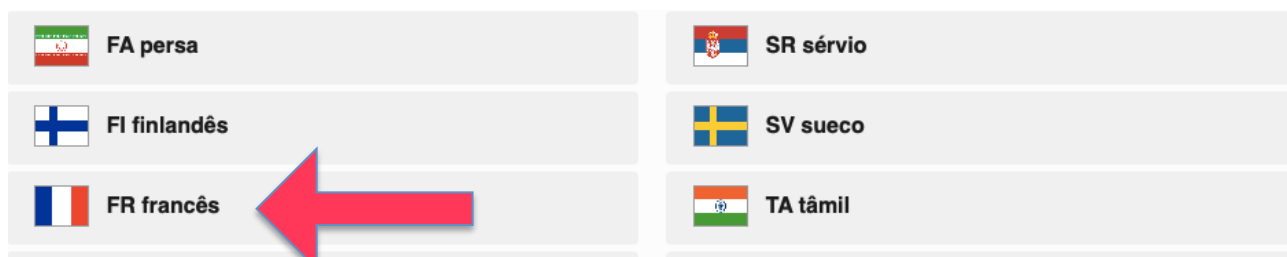 FA persa
SR sérvio
FI finlandês
SV sueco
FR francês
TA tâmil